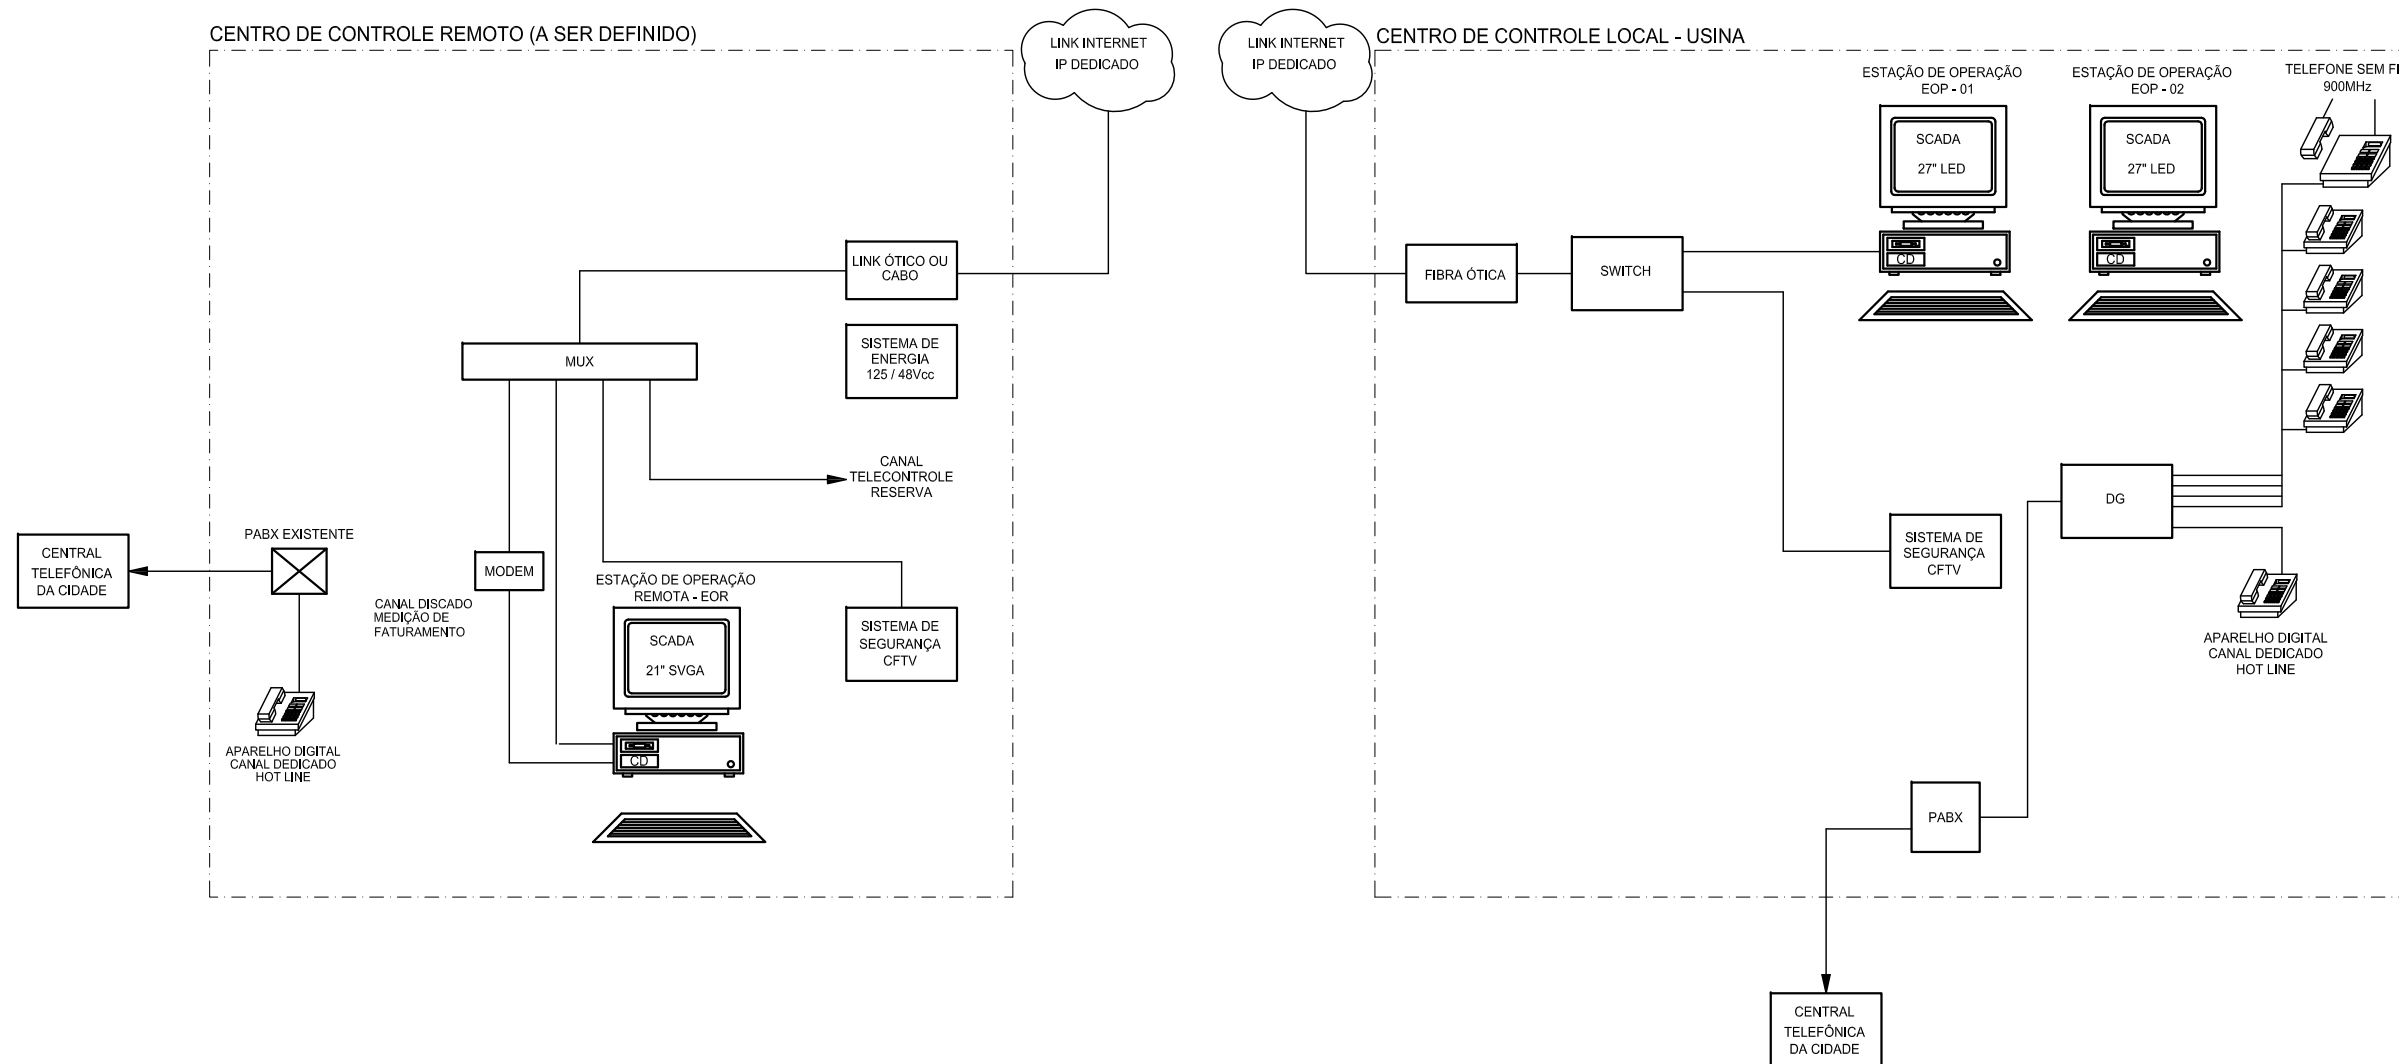 CENTRO DE CONTROLE REMOTO (A SER DEFINIDO)
LINK INTERNET
IP DEDICADO
LINK ÓTICO OU
CABO
SISTEMA DE
ENERGIA
125 / 48Vcc
MUX
CANAL
TELECONTROLE
RESERVA
PABX EXISTENTE
CENTRAL
TELEFÔNICA
DA CIDADE
MODEM
CANAL DISCADO
MEDIÇÃO DE
FATURAMENTO
ESTAÇÃO DE OPERAÇÃO
REMOTA - EOR
SCADA
21" SVGA
CD
SISTEMA DE
SEGURANÇA
CFTV
APARELHO DIGITAL
CANAL DEDICADO
HOT LINE
LINK INTERNET
IP DEDICADO
CENTRO DE CONTROLE LOCAL - USINA
ESTAÇÃO DE OPERAÇÃO
EOP - 01
SCADA
27" LED
CD
ESTAÇÃO DE OPERAÇÃO
EOP - 02
SCADA
27" LED
CD
TELEFONE SEM
900MHz
FIBRA ÓTICA
SWITCH
DG
SISTEMA DE
SEGURANÇA
CFTV
APARELHO DIGITAL
CANAL DEDICADO
HOT LINE
PABX
CENTRAL
TELEFÔNICA
DA CIDADE